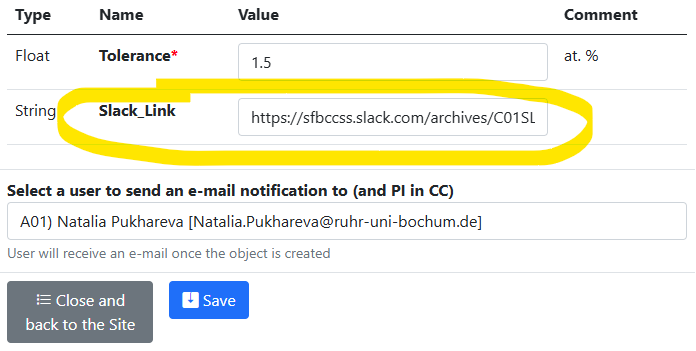 Type Name Value Comment
Float Tolerance* 1.5 at. %
String Slack_Link https://sfbccss.slack.com/archives/C01SL
Select a user to send an e-mail notification to (and PI in CC)
A01) Natalia Pukhareva [Natalia.Pukhareva@ruhr-uni-bochum.de]
User will receive an e-mail once the object is created
Close and
back to the Site
Save